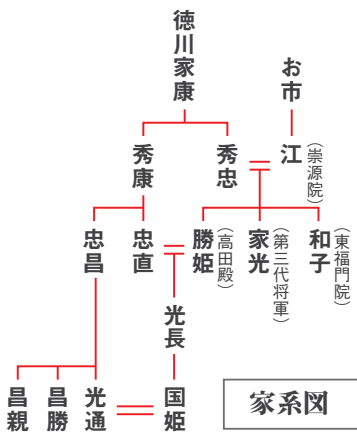 徳川家康
お市
秀康
秀忠
江
（崇源院）
忠昌
忠直
勝姫
（高田殿）
家光
（第三代将軍）
和子
（東福門院）
光長
昌親
昌勝
光通
国姫
家系図